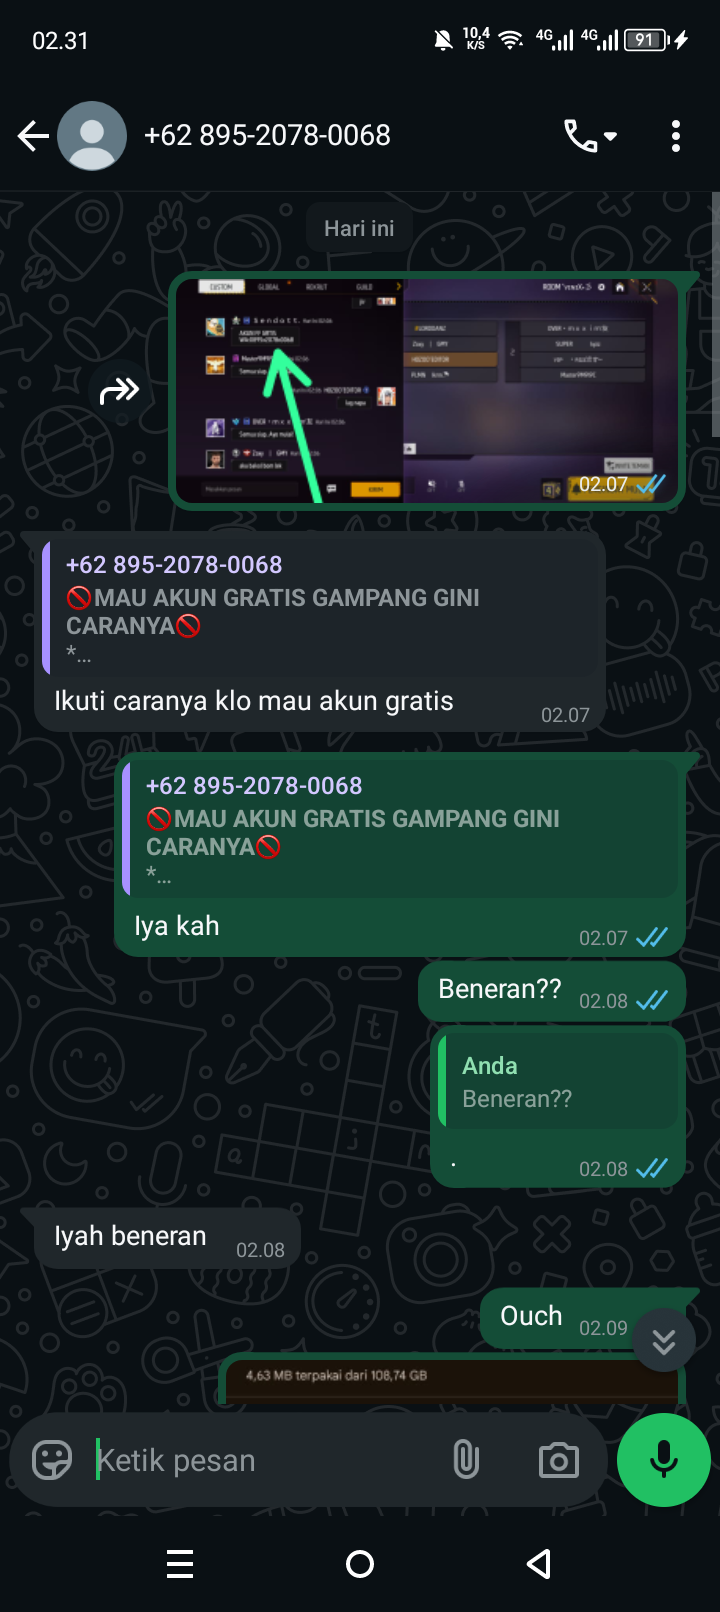 02.31
10,4
K/S
4G
4G
91
+62 895-2078-0068
Hari ini
CUSTOM
GLOBAL
GUILD
02.07
+62 895-2078-0068
🚫MAU AKUN GRATIS GAMPANG GINI
CARANYA🚫
*...
Ikuti caranya klo mau akun gratis
02.07
+62 895-2078-0068
🚫MAU AKUN GRATIS GAMPANG GINI
CARANYA🚫
*...
Iya kah
02.07
Beneran??
02.08
Anda
Beneran??
.
02.08
Iyah beneran
02.08
Ouch
02.09
4,63 MB terpakai dari 108,74 GB
Ketik pesan